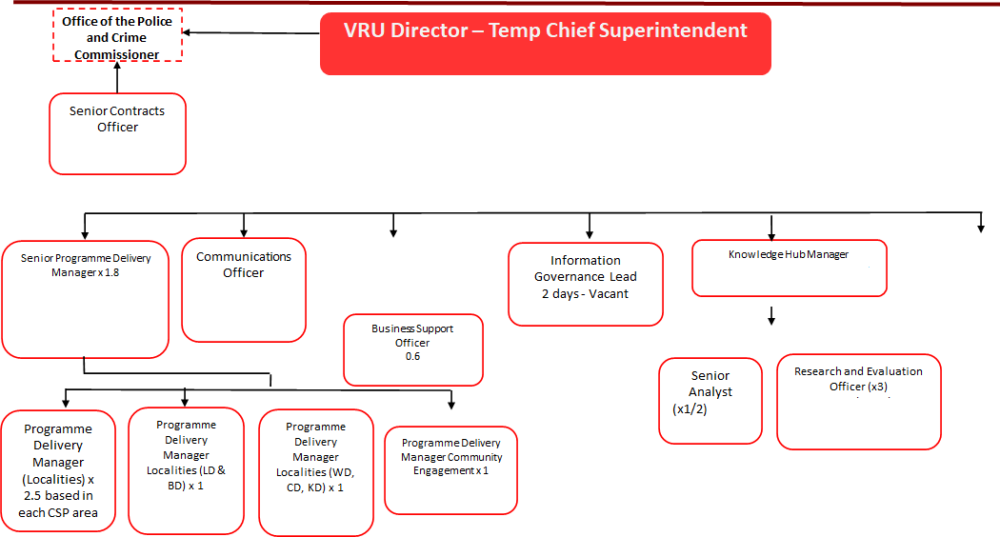 Office of the Police
and Crime
Commissioner
VRU Director – Temp Chief Superintendent
Senior Contracts
Officer
Senior Programme Delivery
Manager x 1.8
Communications
Officer
Business Support
Officer
0.6
Information
Governance Lead
2 days - Vacant
Knowledge Hub Manager
Senior
Analyst
(x1/2)
Research and Evaluation
Officer (x3)
Programme
Delivery
Manager
(Localities) x
2.5 based in
each CSP area
Programme
Delivery
Manager
Localities (LD &
BD) x 1
Programme
Delivery
Manager
Localities (WD,
CD, KD) x 1
Programme Delivery
Manager Community
Engagement x 1